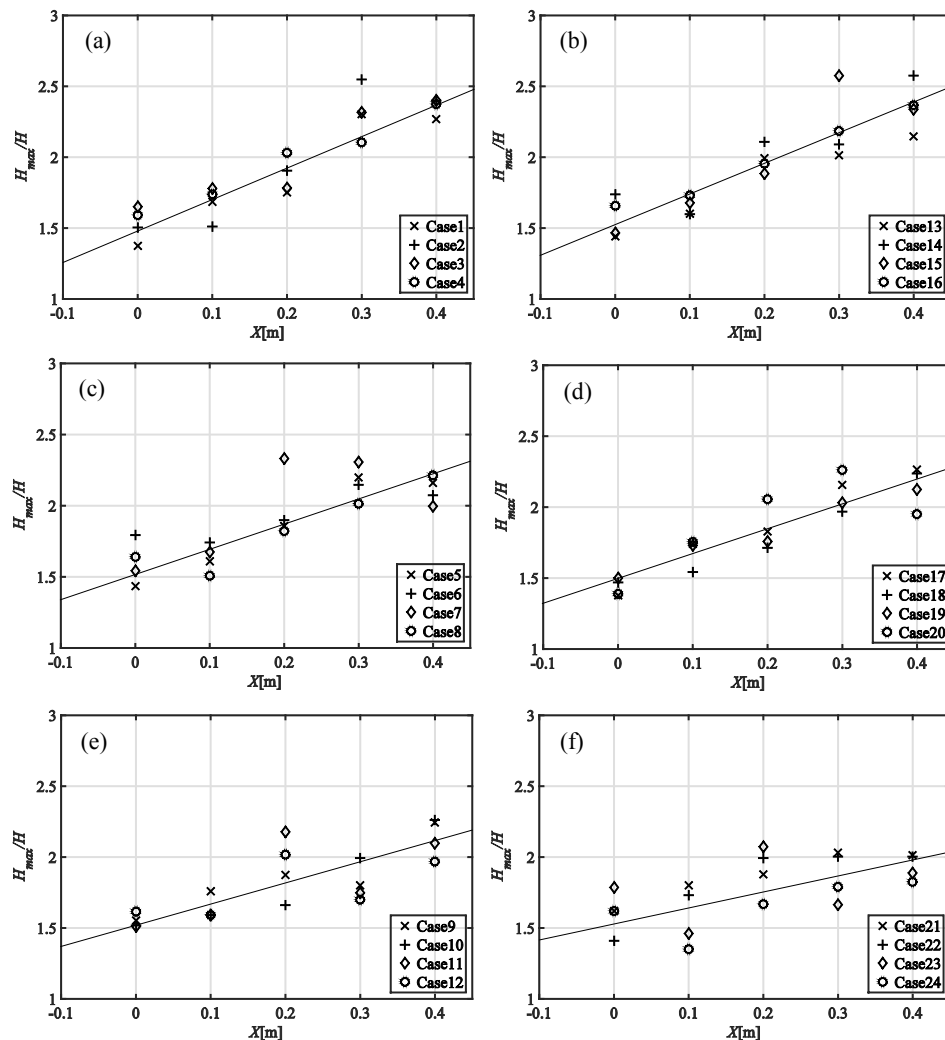 (a)
3
2.5
2
1.5
1
H_max/H
-0.1
0
0.1
0.2
0.3
0.4
X[m]
Case1
Case2
Case3
Case4
(b)
3
2.5
2
1.5
1
H_max/H
-0.1
0
0.1
0.2
0.3
0.4
X[m]
Case13
Case14
Case15
Case16
(c)
3
2.5
2
1.5
1
H_max/H
-0.1
0
0.1
0.2
0.3
0.4
X[m]
Case5
Case6
Case7
Case8
(d)
3
2.5
2
1.5
1
H_max/H
-0.1
0
0.1
0.2
0.3
0.4
X[m]
Case17
Case18
Case19
Case20
(e)
3
2.5
2
1.5
1
H_max/H
-0.1
0
0.1
0.2
0.3
0.4
X[m]
Case9
Case10
Case11
Case12
(f)
3
2.5
2
1.5
1
H_max/H
-0.1
0
0.1
0.2
0.3
0.4
X[m]
Case21
Case22
Case23
Case24